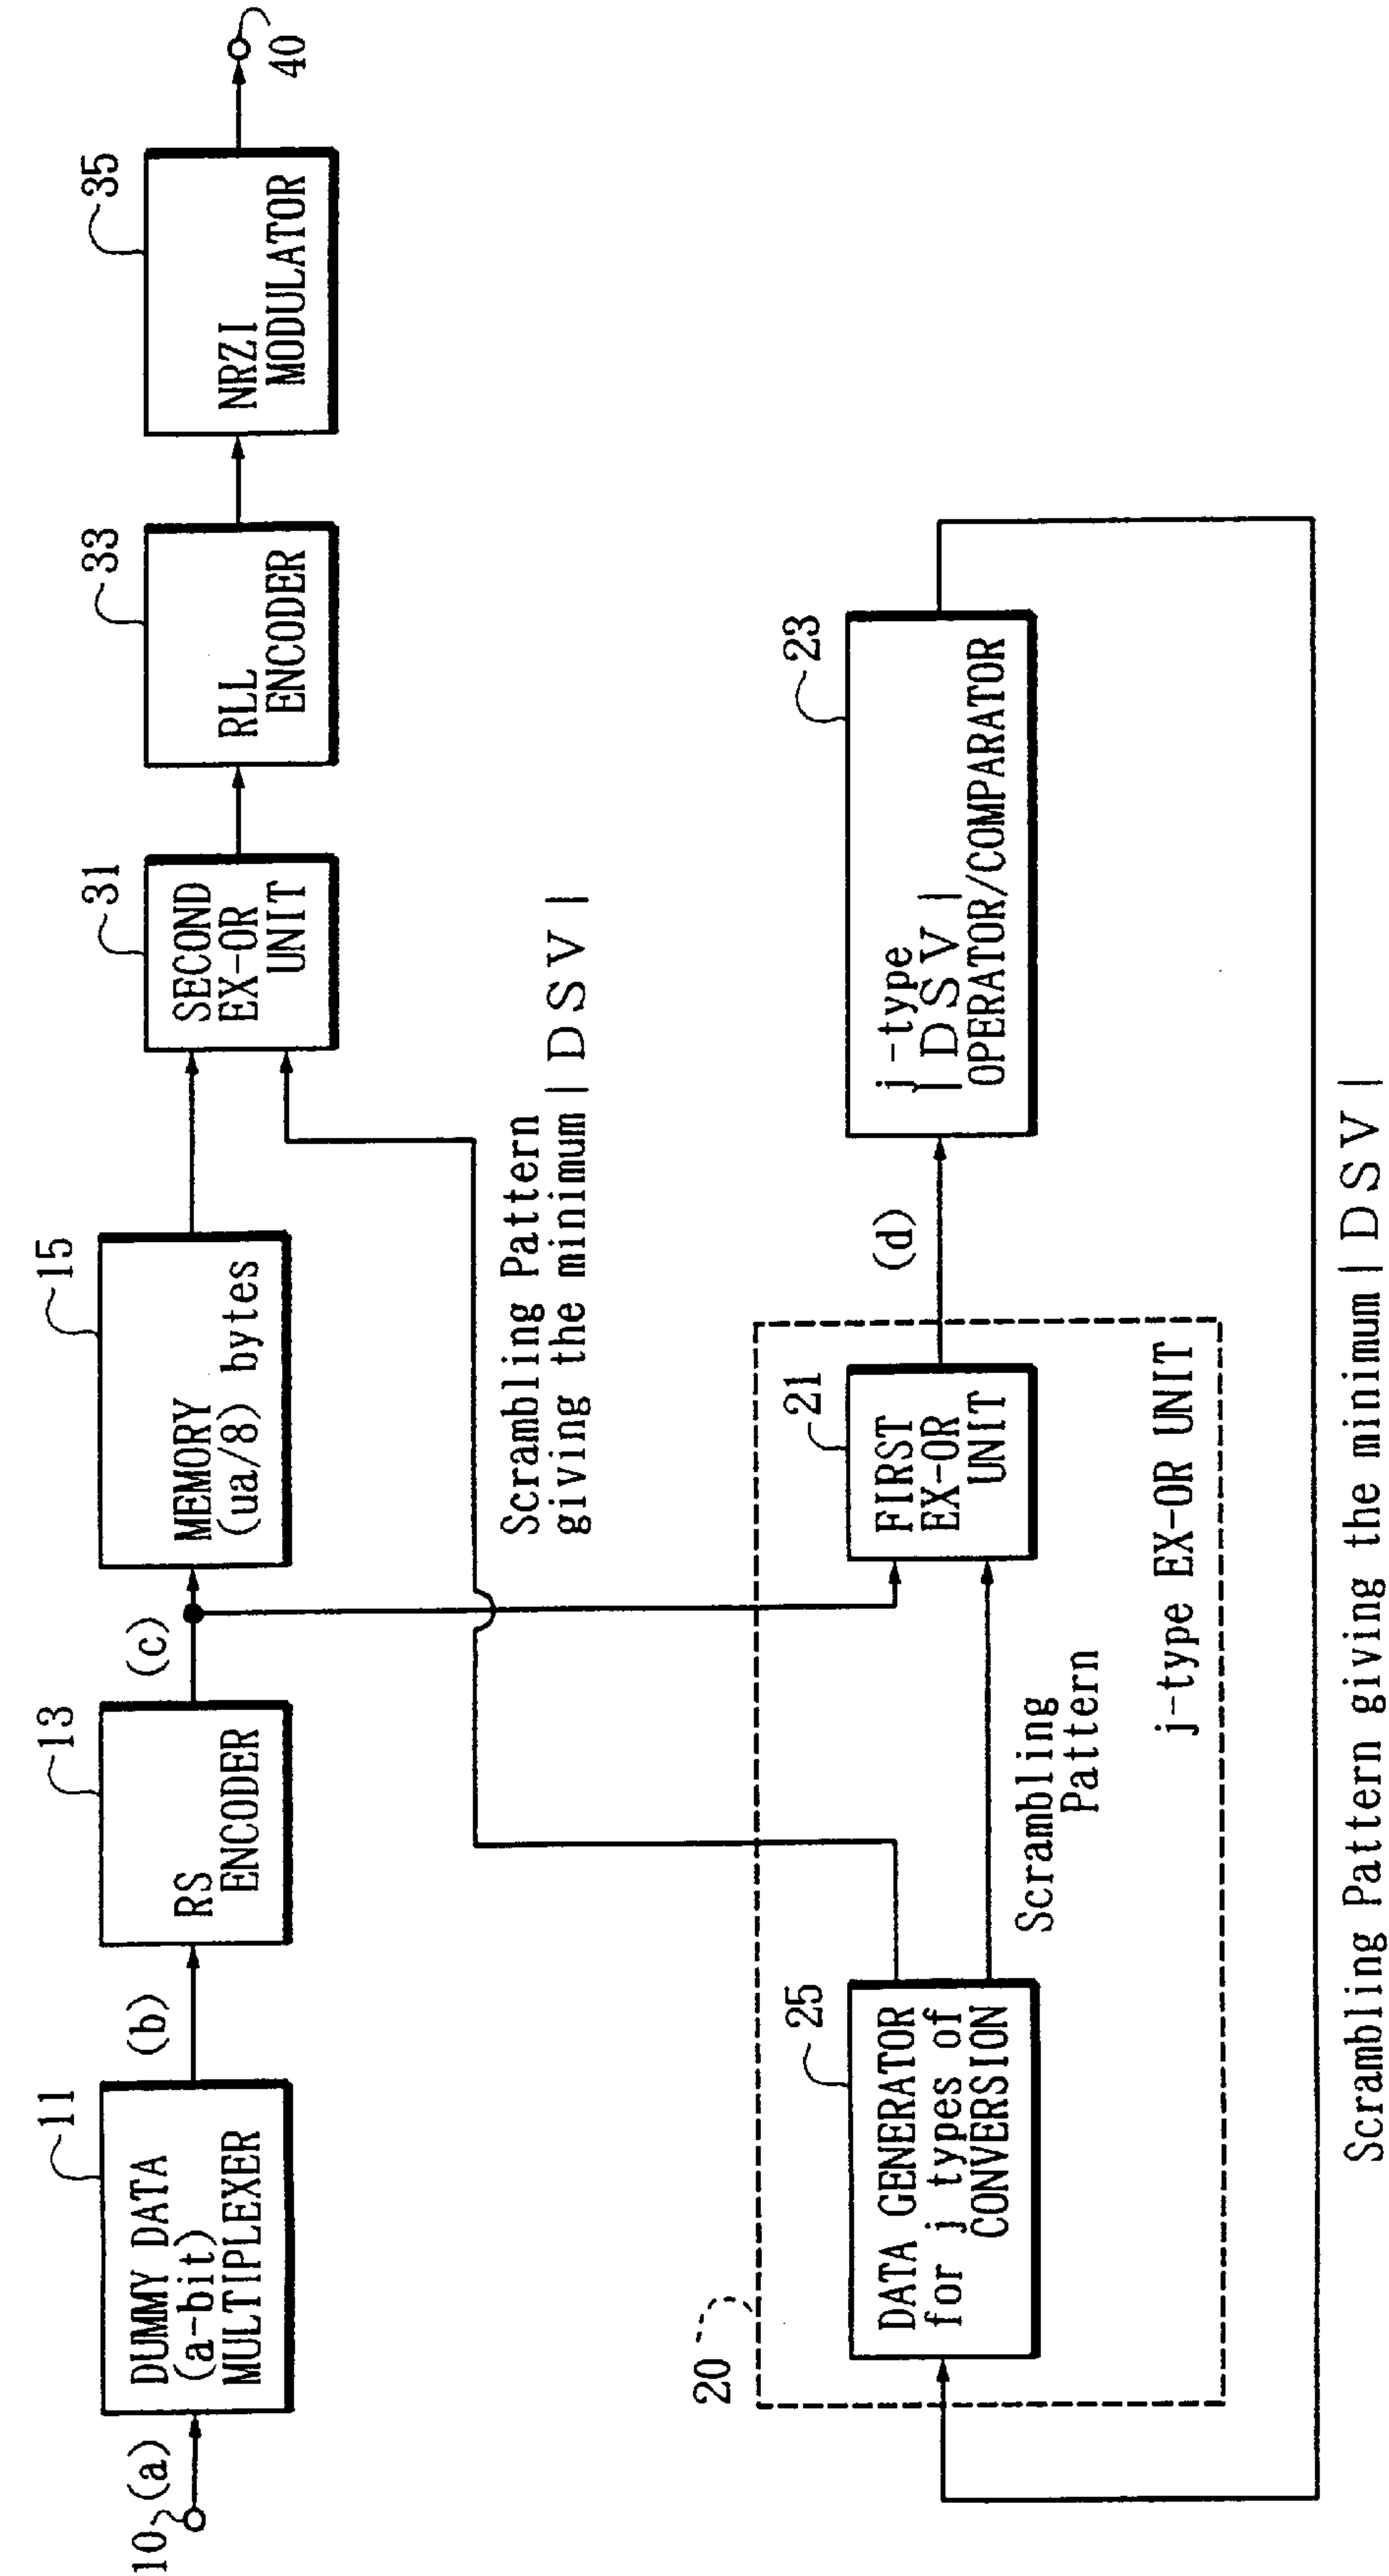 10
(a)
11
DUMMY DATA
(a-bit)
MULTIPLEXER
(b)
13
RS
ENCODER
(c)
15
MEMORY
(ua/8) bytes
31
SECOND
EX-OR
UNIT
33
RLL
ENCODER
35
NRZI
MODULATOR
40
Scrambling Pattern
giving the minimum |DSV|
20
25
DATA GENERATOR
for j types of
CONVERSION
Scrambling
Pattern
21
FIRST
EX-OR
UNIT
j-type EX-OR UNIT
(d)
23
j-type
|DSV|
OPERATOR/COMPARATOR
Scrambling Pattern giving the minimum |DSV|